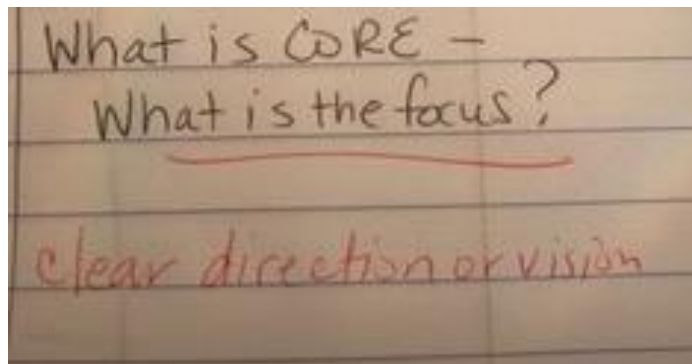 What is CORE -
What is the focus?
clear direction or vision